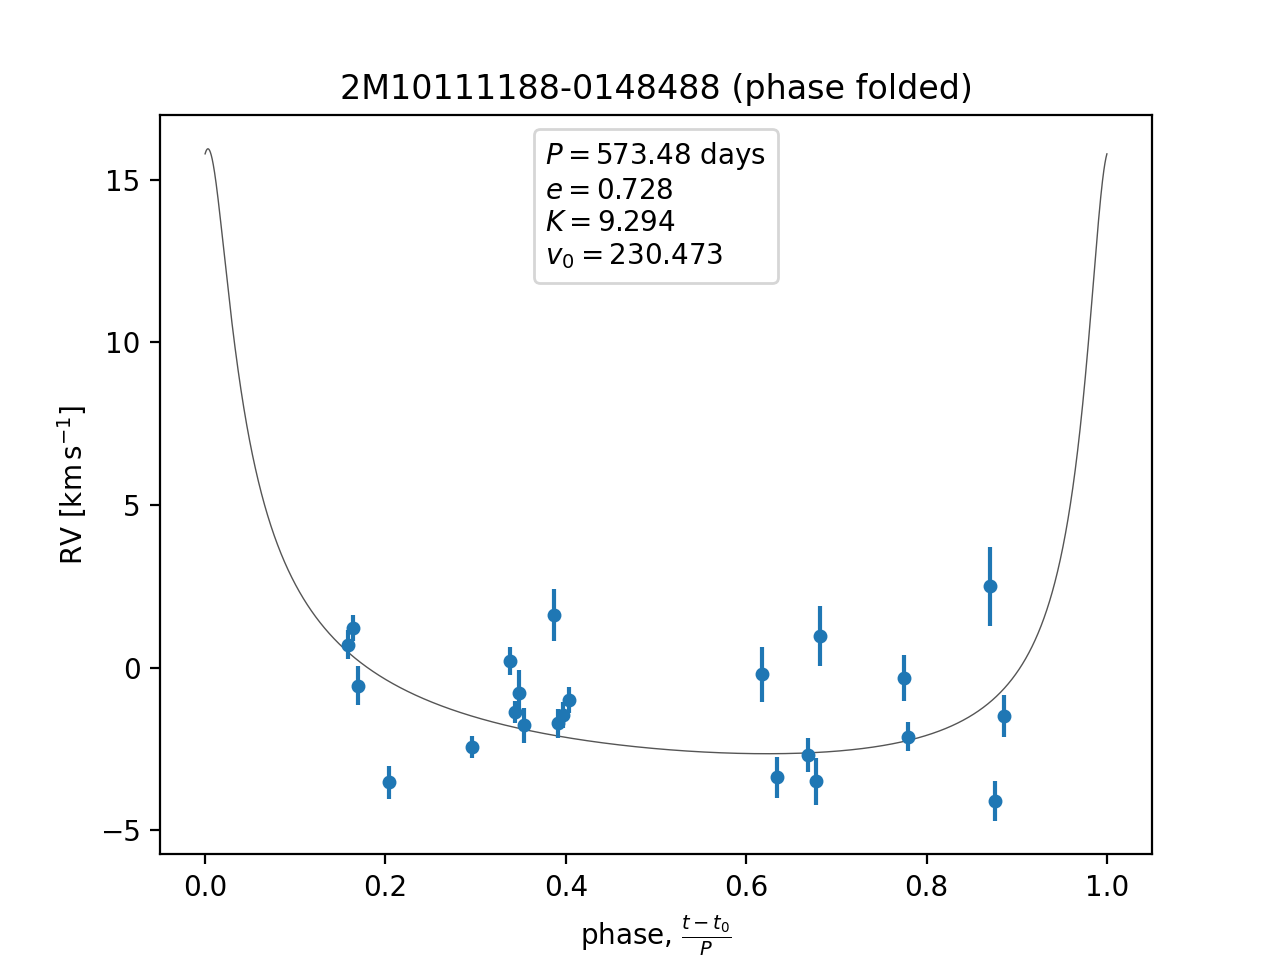 2M10111188-0148488 (phase folded)
P = 573.48 days
e = 0.728
K = 9.294
v₀ = 230.473
RV [km s⁻¹]
15
10
5
0
−5
0.0 0.2 0.4 0.6 0.8 1.0
phase, (t − t₀)/P